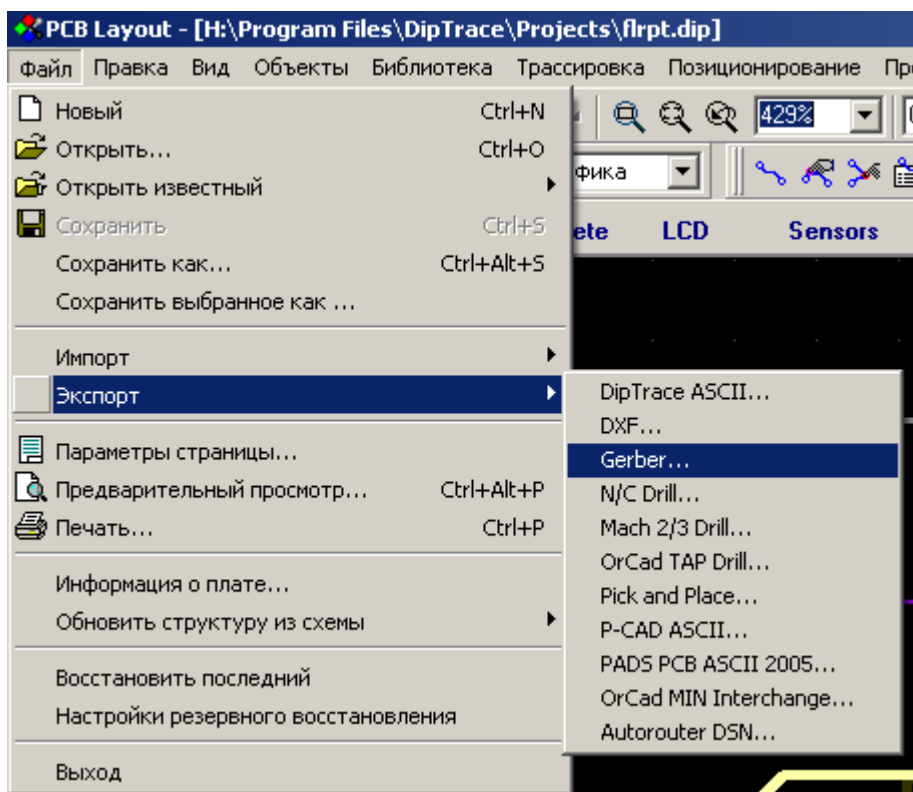 PCB Layout - [H:\Program Files\DipTrace\Projects\flrpt.dip]
Файл Правка Вид Объекты Библиотека Трассировка Позиционирование
Новый Ctrl+N
429%
Открыть... Ctrl+O
Открыть известный
Сохранить Ctrl+S
LCD Sensors
Сохранить как... Ctrl+Alt+S
Сохранить выбранное как ...
Импорт
Экспорт
Параметры страницы...
Предварительный просмотр... Ctrl+Alt+P
Печать... Ctrl+P
Информация о плате...
Обновить структуру из схемы
Восстановить последний
Настройки резервного восстановления
Выход
DipTrace ASCII...
DXF...
Gerber...
N/C Drill...
Mach 2/3 Drill...
OrCad TAP Drill...
Pick and Place...
P-CAD ASCII...
PADS PCB ASCII 2005...
OrCad MIN Interchange...
Autorouter DSN...